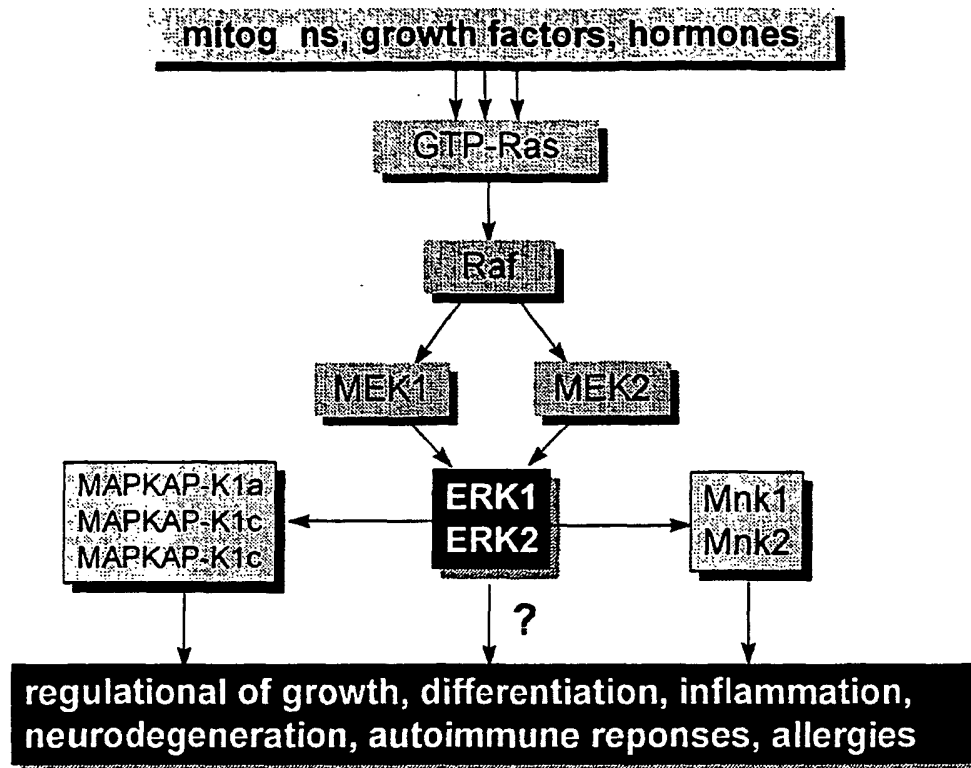 mitog ns, growth factors, hormones
GTP-Ras
Raf
MEK1
MEK2
MAPKAP-K1a
MAPKAP-K1c
MAPKAP-K1c
ERK1
ERK2
Mnk1
Mnk2
?
regulational of growth, differentiation, inflammation,
neurodegeneration, autoimmune reponses, allergies